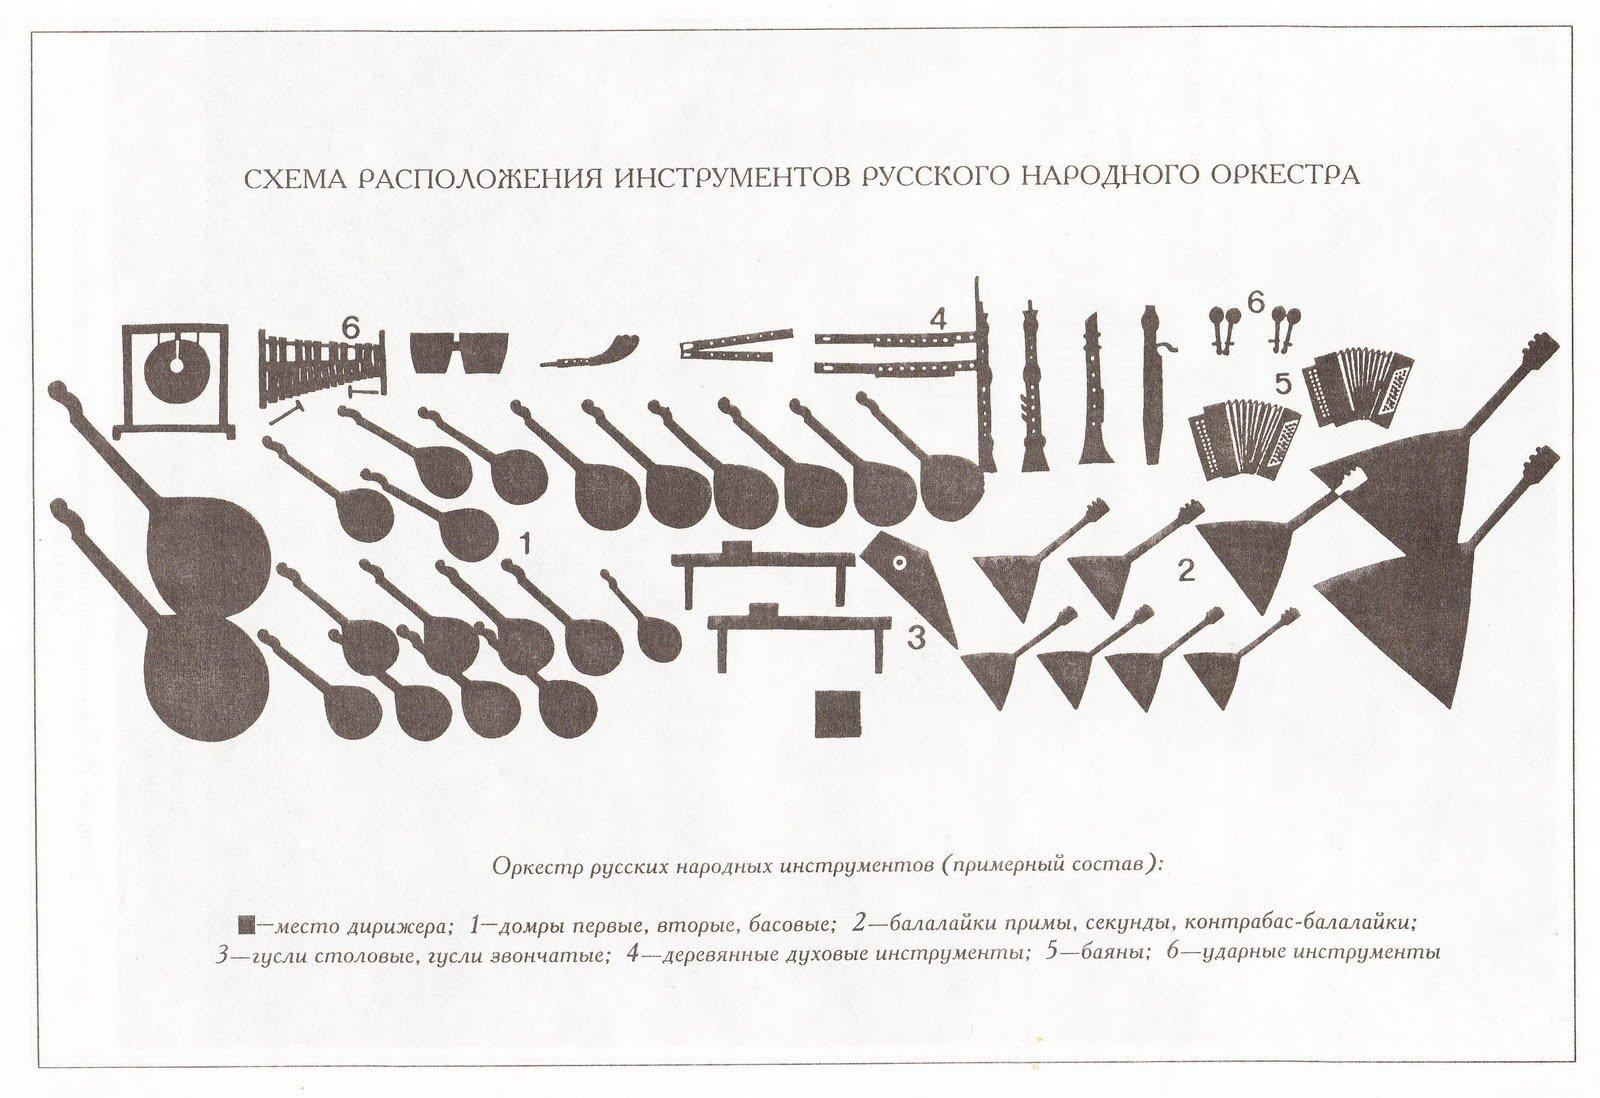 СХЕМА РАСПОЛОЖЕНИЯ ИНСТРУМЕНТОВ РУССКОГО НАРОДНОГО ОРКЕСТРА
6
4
6
5
1
2
3
Оркестр русских народных инструментов (примерный состав):
■—место дирижера; 1—домры первые, вторые, басовые; 2—балалайки примы, секунды, контрабас-балалайки;
3—гусли столовые, гусли звончатые; 4—деревянные духовые инструменты; 5—баяны; 6—ударные инструменты